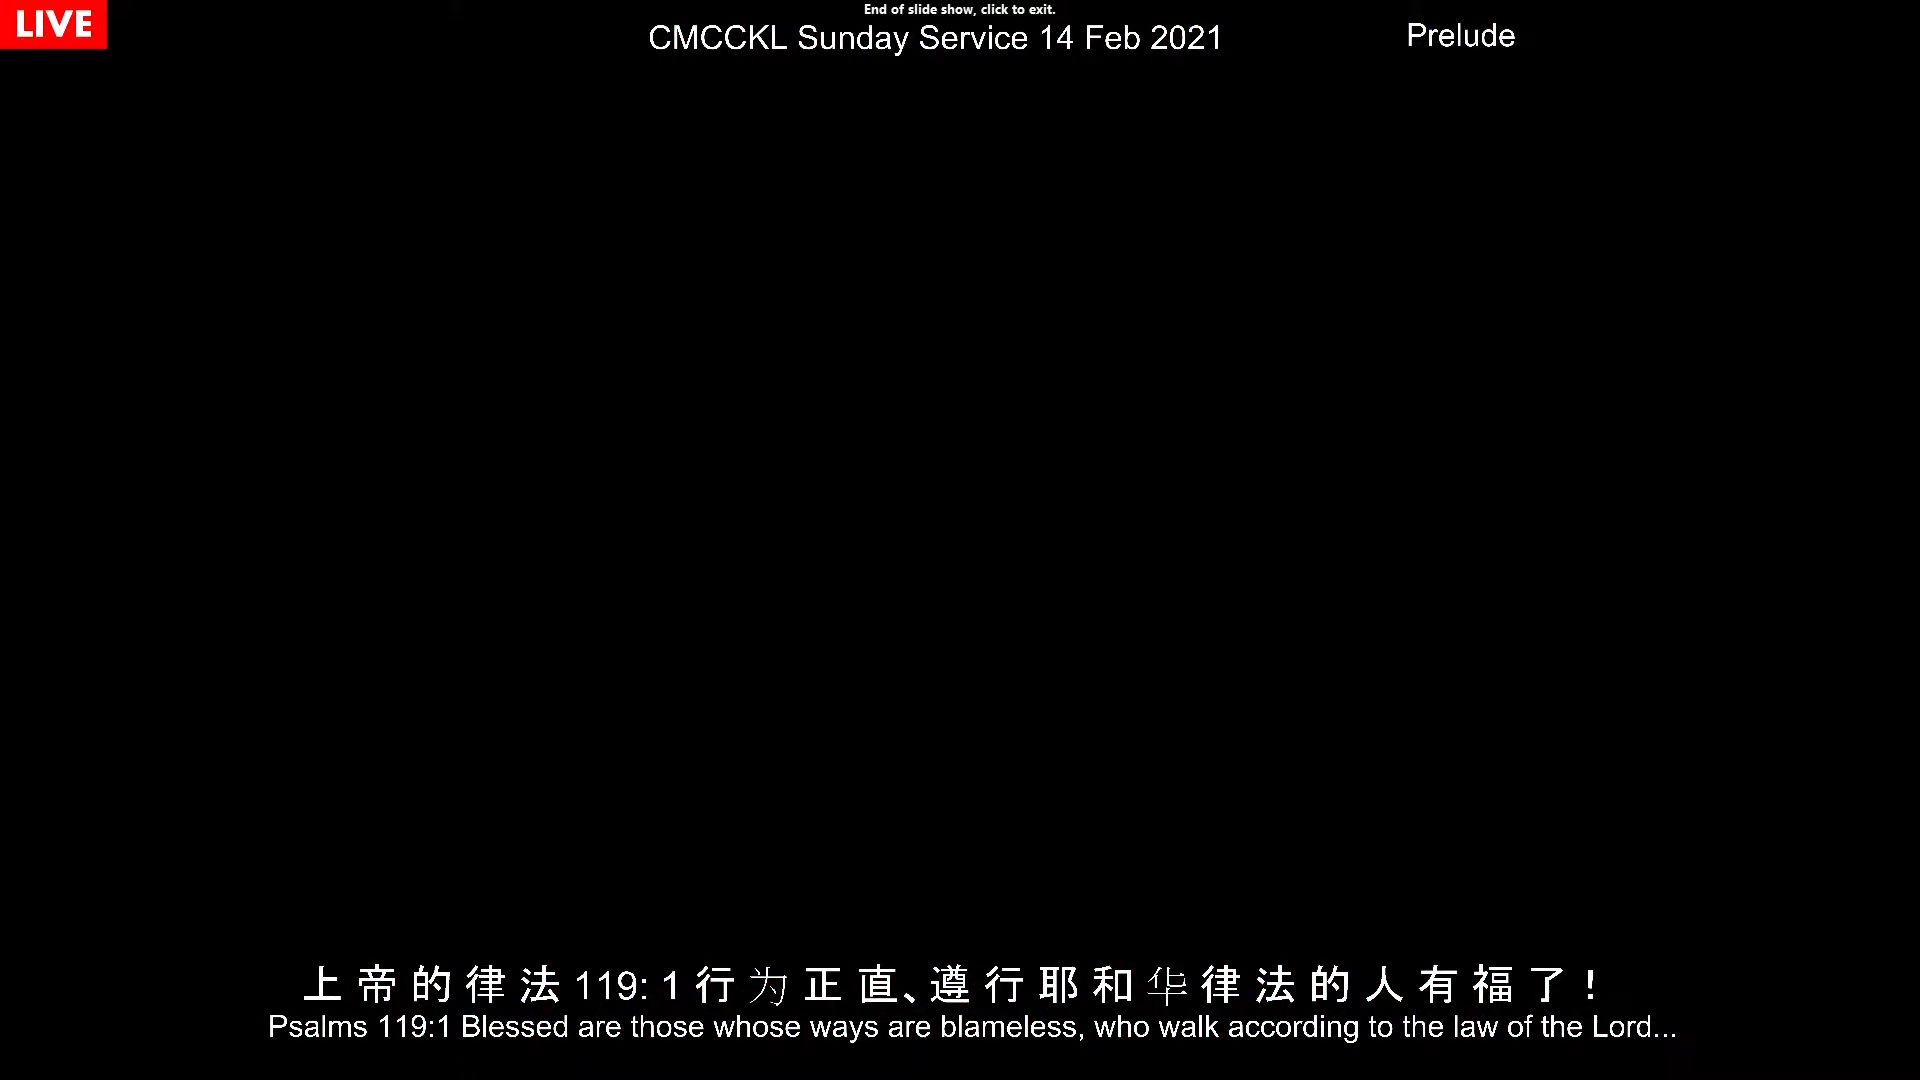 LIVE
End of slide show, click to exit.
CMCCKL Sunday Service 14 Feb 2021
Prelude
上帝的律法 119: 1 行为正直、遵行耶和华律法的人有福了!
Psalms 119:1 Blessed are those whose ways are blameless, who walk according to the law of the Lord...